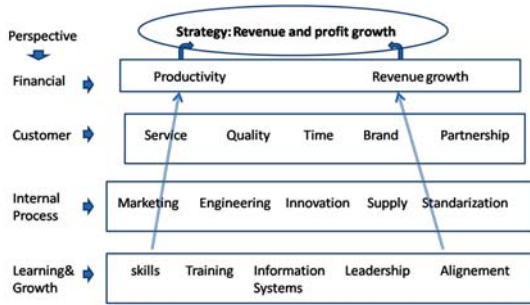 Strategy: Revenue and profit growth
Perspective
Financial
Productivity Revenue growth
Customer
Service Quality Time Brand Partnership
Internal
Process
Marketing Engineering Innovation Supply Standarization
Learning&
Growth
skills Training Information
Systems Leadership Alignement